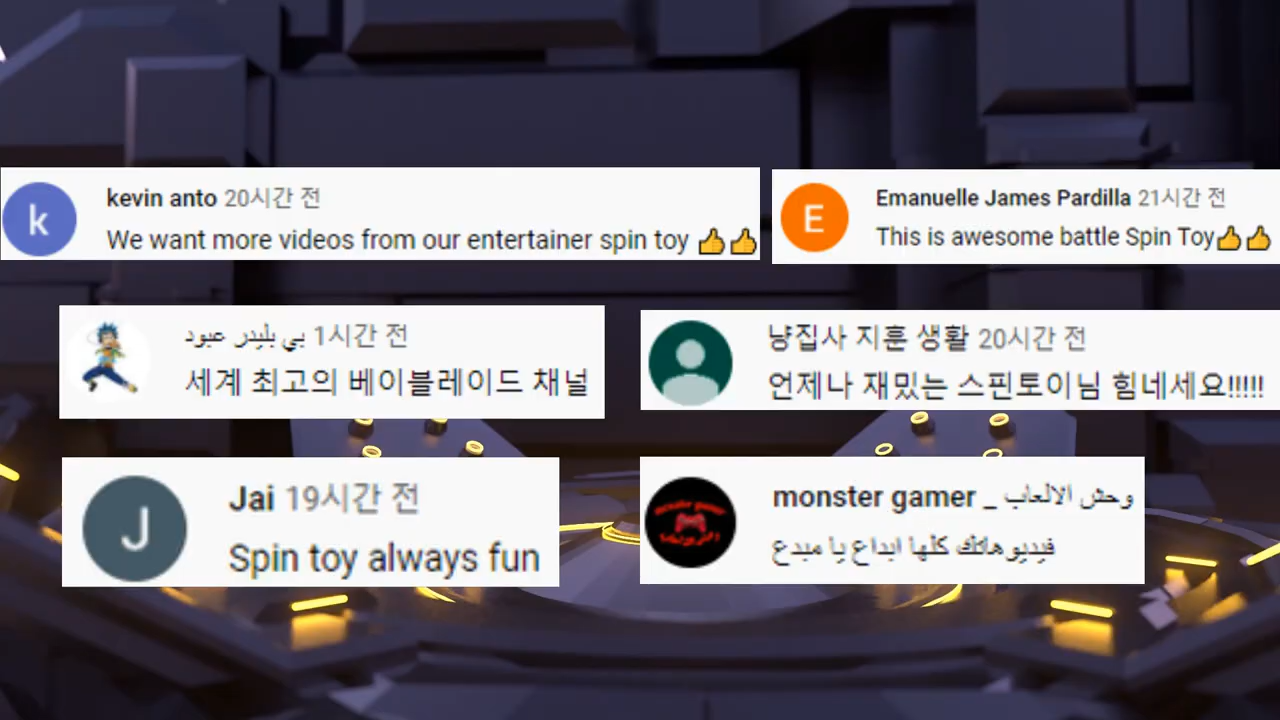 kevin anto 20시간 전
We want more videos from our entertainer spin toy 👍👍
Emanuelle James Pardilla 21시간 전
This is awesome battle Spin Toy👍👍
بي بليدر عبود 1시간 전
세계 최고의 베이블레이드 채널
냥집사 지훈 생활 20시간 전
언제나 재밌는 스핀토이님 힘네세요!!!!!
Jai 19시간 전
Spin toy always fun
monster gamer _ وحش الالعاب
فيديوهاتك كلها ابداع يا مبدع
k
E
J
monster gamer